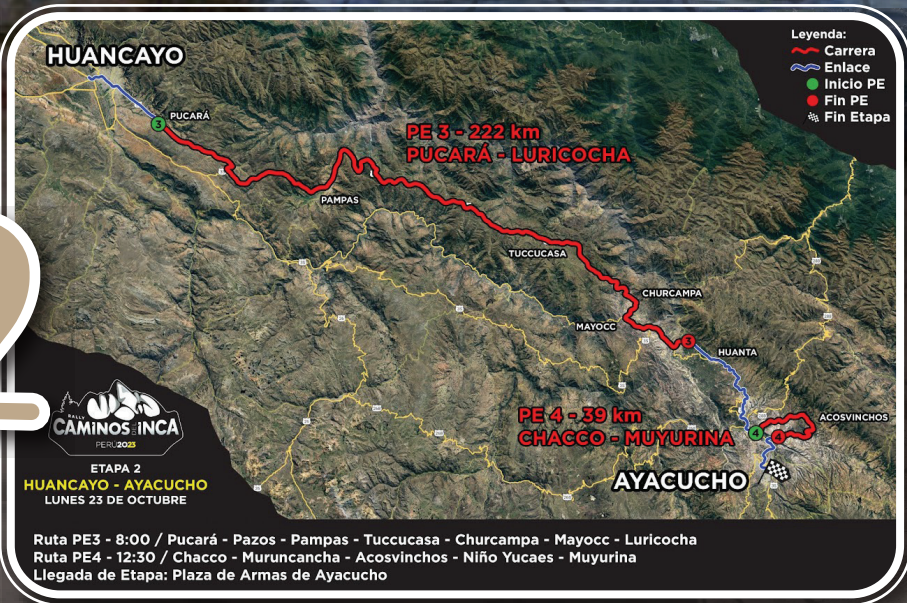 HUANCAYO
Leyenda:
Carrera
Enlace
Inicio PE
Fin PE
Fin Etapa
3
PUCARÁ
PE 3 - 222 km
PUCARÁ - LURICOCHA
PAMPAS
TUCCUCASA
CHURCAMPA
MAYOCC
3
HUANTA
PE 4 - 39 km
CHACCO - MUYURINA
ACOSVINCHOS
4
4
AYACUCHO
RALLY
CAMINOS DEL INCA
PERÚ2023
ETAPA 2
HUANCAYO - AYACUCHO
LUNES 23 DE OCTUBRE
Ruta PE3 - 8:00 / Pucará - Pazos - Pampas - Tuccucasa - Churcampa - Mayocc - Luricocha
Ruta PE4 - 12:30 / Chacco - Muruncancha - Acosvinchos - Niño Yucaes - Muyurina
Llegada de Etapa: Plaza de Armas de Ayacucho